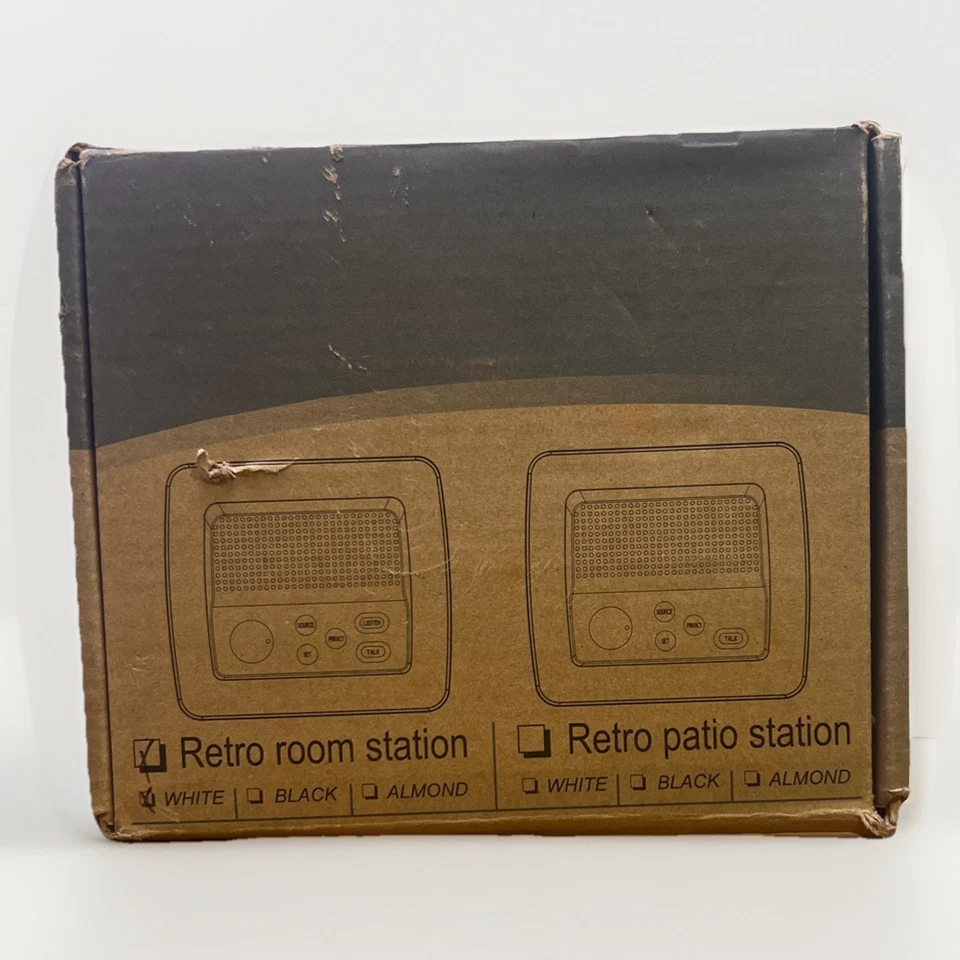 SOURCE LISTEN
PRIVACY
SET TALK
SOURCE
PRIVACY
SET TALK
Retro room station
WHITE BLACK ALMOND
Retro patio station
WHITE BLACK ALMOND